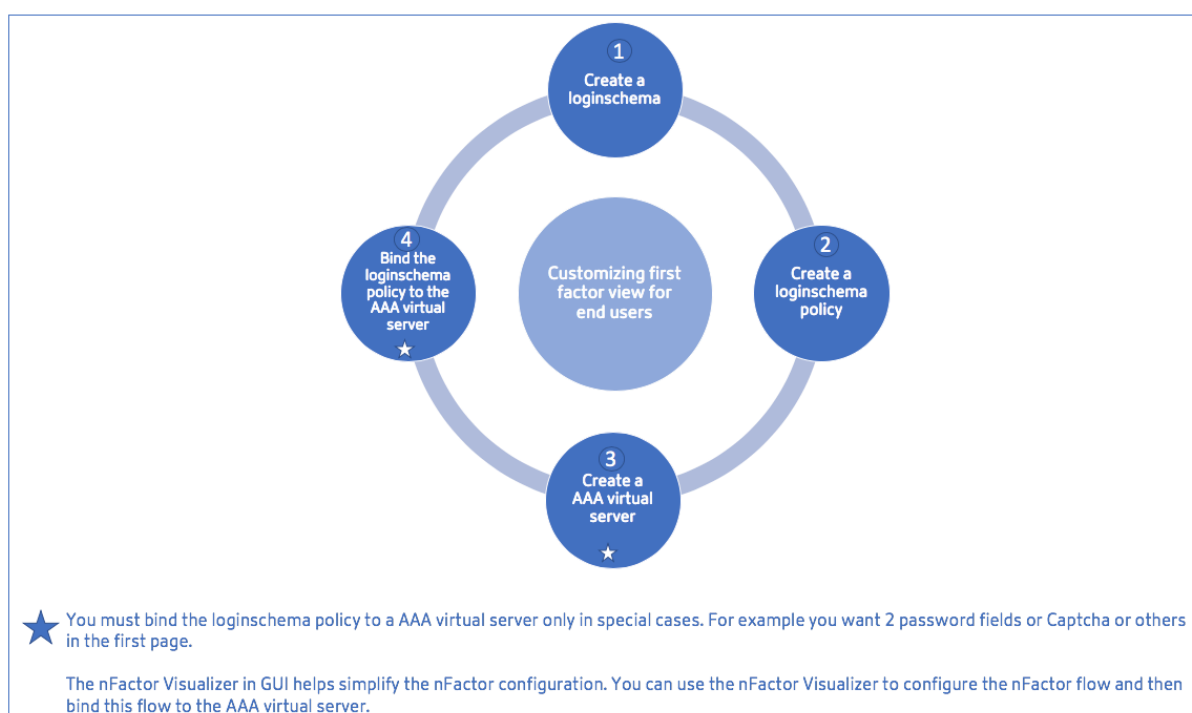 1
Create a
loginschema
2
Create a
loginschema
policy
3
Create a
AAA virtual
server
4
Bind the
loginschema
policy to the
AAA virtual
server
Customizing first
factor view for
end users
You must bind the loginschema policy to a AAA virtual server only in special cases. For example you want 2 password fields or Captcha or others
in the first page.
The nFactor Visualizer in GUI helps simplify the nFactor configuration. You can use the nFactor Visualizer to configure the nFactor flow and then
bind this flow to the AAA virtual server.